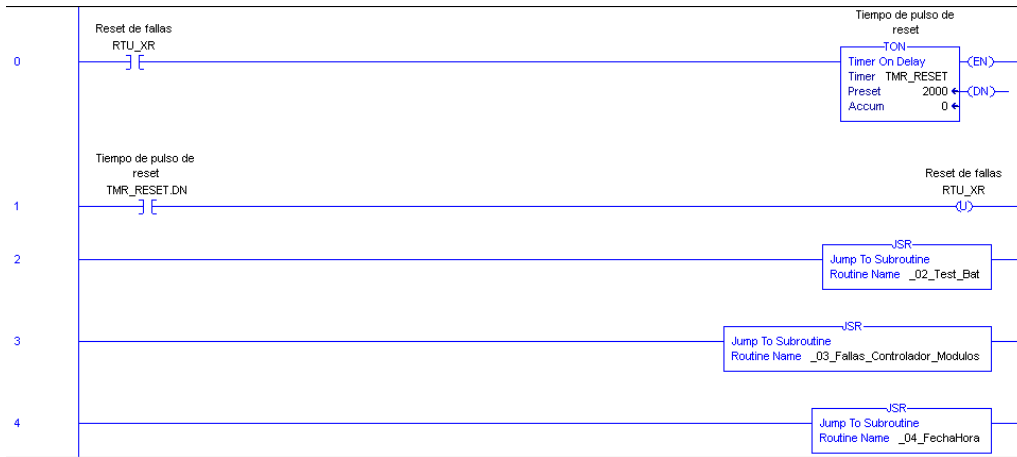 Reset de fallas
RTU_XR
0
Tiempo de pulso de
reset
TON
Timer On Delay
EN
Timer TMR_RESET
Preset 2000
DN
Accum 0
Tiempo de pulso de
reset
TMR_RESET.DN
1
Reset de fallas
RTU_XR
U
2
JSR
Jump To Subroutine
Routine Name _02_Test_Bat
3
JSR
Jump To Subroutine
Routine Name _03_Fallas_Controlador_Modulos
4
JSR
Jump To Subroutine
Routine Name _04_FechaHora